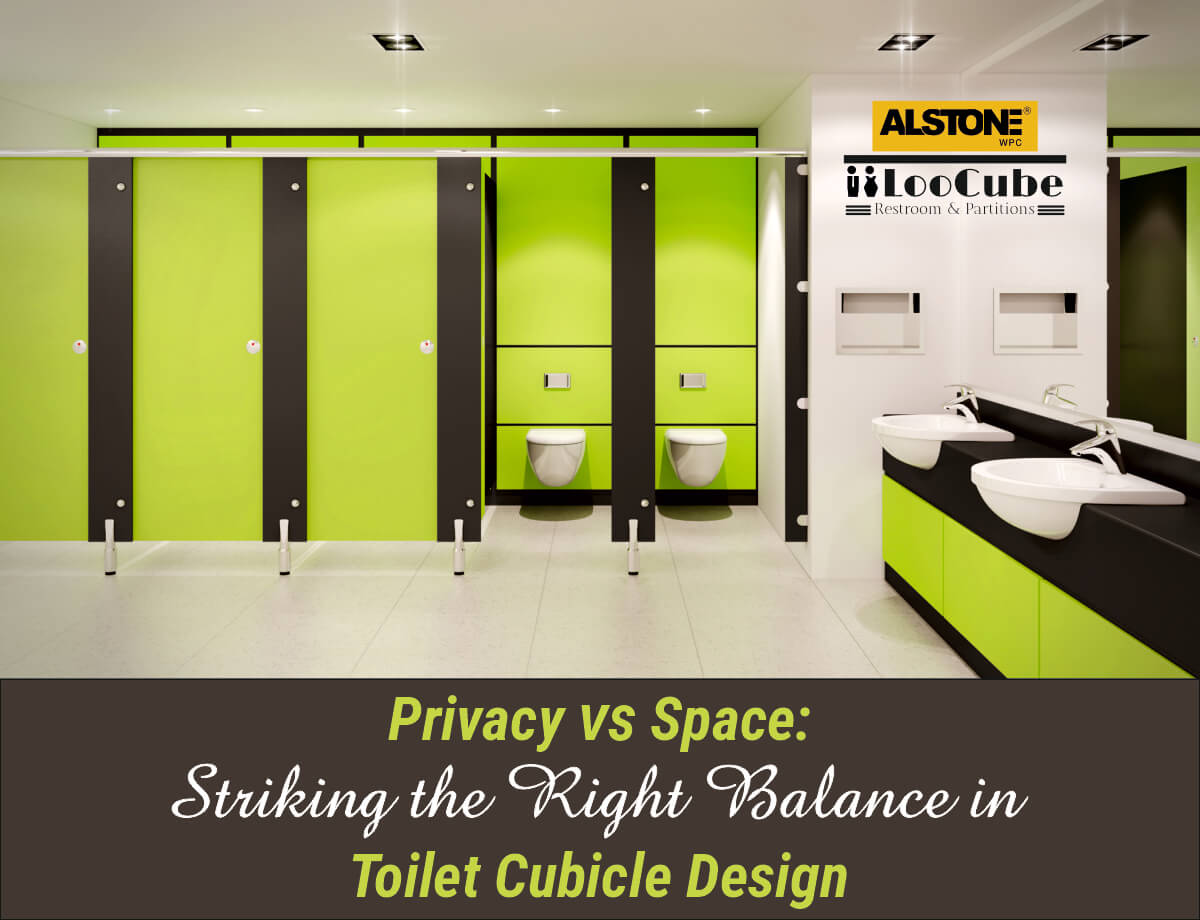 ALSTONE®
WPC
LooCube
Restroom & Partitions
Privacy vs Space:
Striking the Right Balance in
Toilet Cubicle Design